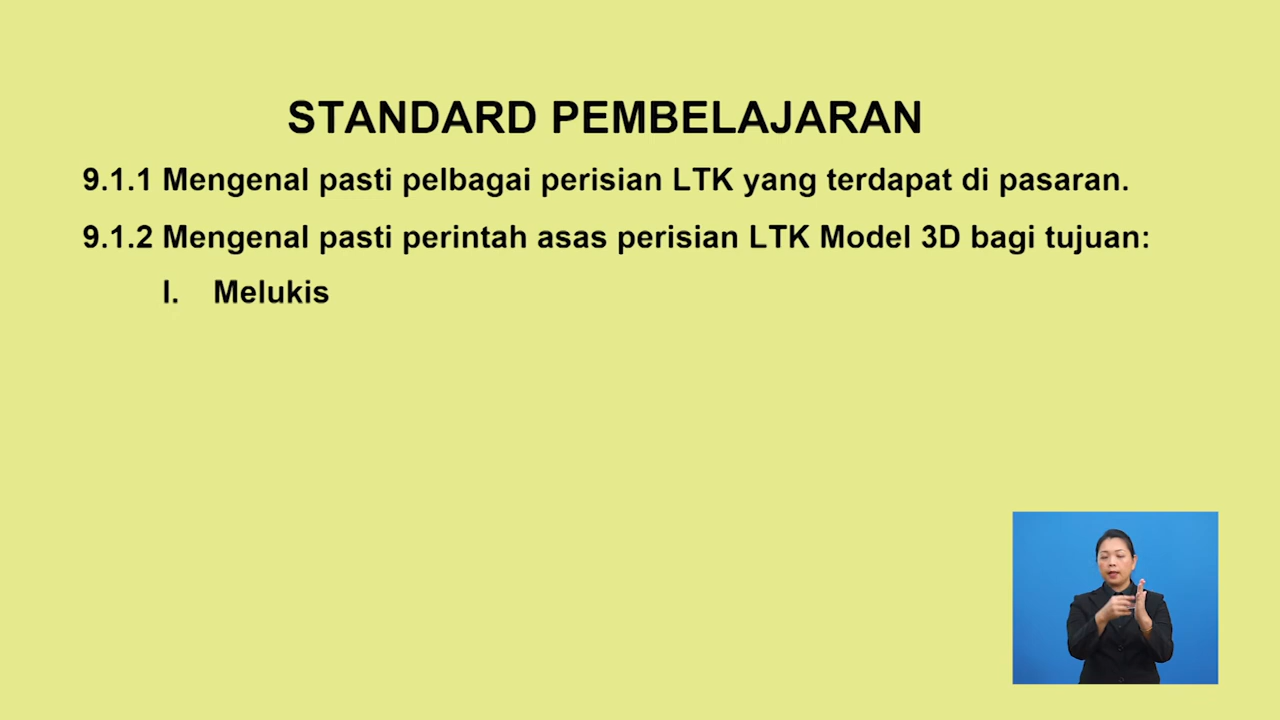 STANDARD PEMBELAJARAN
9.1.1 Mengenal pasti pelbagai perisian LTK yang terdapat di pasaran.
9.1.2 Mengenal pasti perintah asas perisian LTK Model 3D bagi tujuan:
I. Melukis